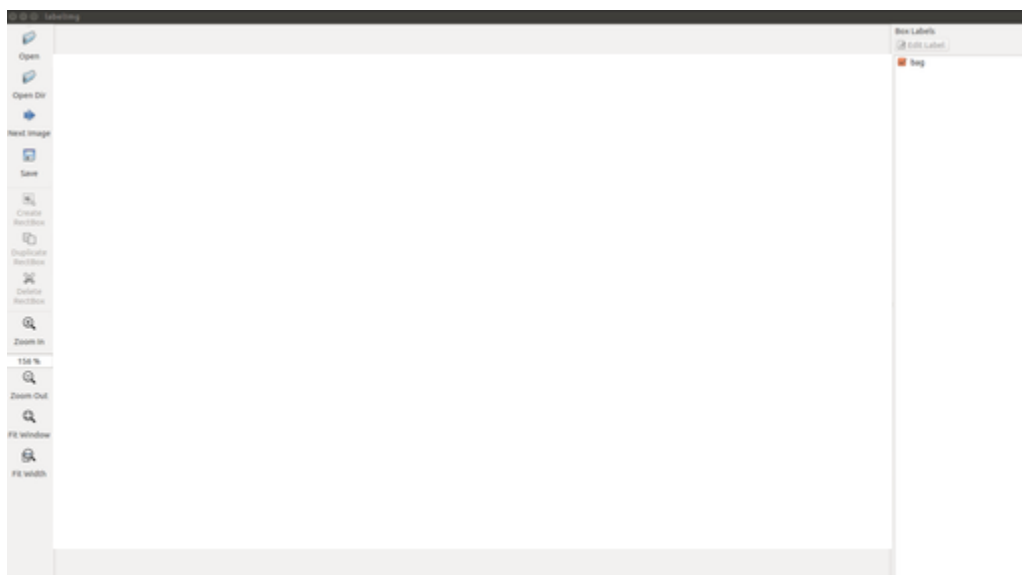 labelImg
Open
Open Dir
Next Image
Save
Create
RectBox
Duplicate
RectBox
Delete
RectBox
Zoom In
158 %
Zoom Out
Fit Window
Fit Width
Box Labels
Edit Label
bag